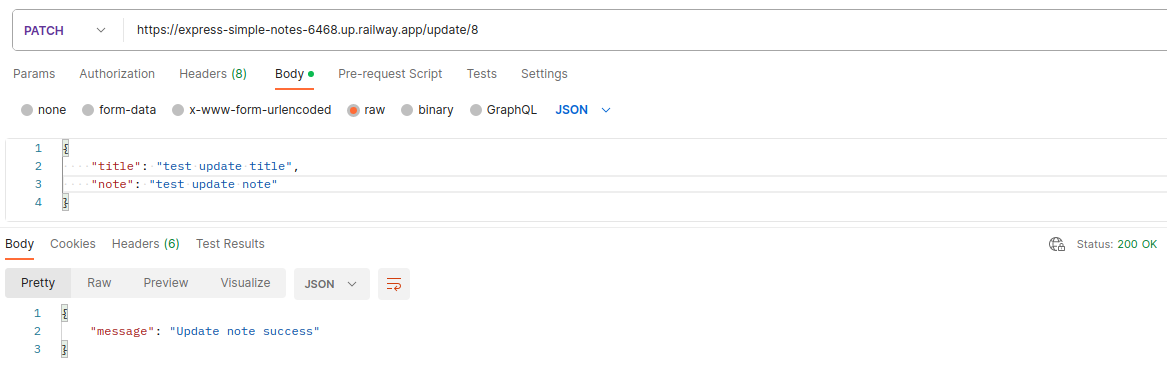 PATCH https://express-simple-notes-6468.up.railway.app/update/8
Params Authorization Headers (8) Body Pre-request Script Tests Settings
none form-data x-www-form-urlencoded raw binary GraphQL JSON
1 {
2 "title": "test update title",
3 "note": "test update note"
4 }
Body Cookies Headers (6) Test Results Status: 200 OK
Pretty Raw Preview Visualize JSON
1 {
2 "message": "Update note success"
3 }